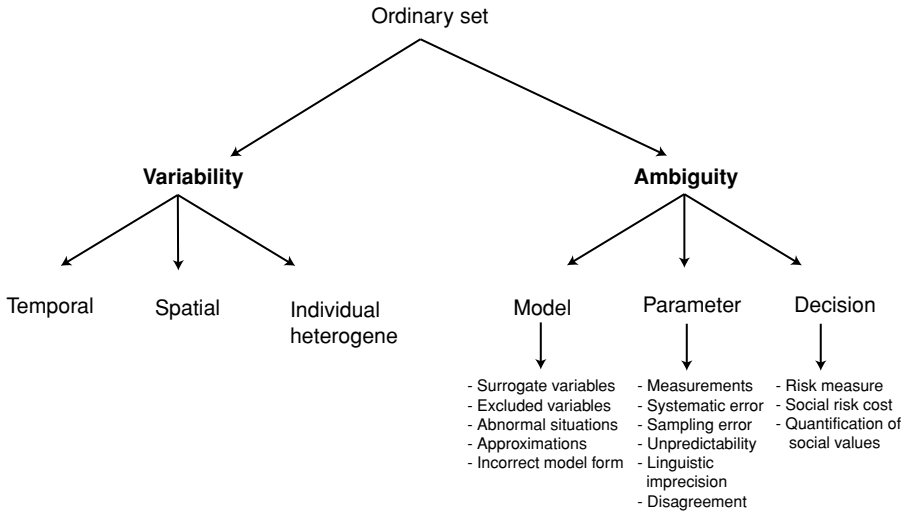 Ordinary set
Variability
Ambiguity
Temporal
Spatial
Individual
heterogene
Model
Parameter
Decision
- Surrogate variables
- Excluded variables
- Abnormal situations
- Approximations
- Incorrect model form
- Measurements
- Systematic error
- Sampling error
- Unpredictability
- Linguistic
imprecision
- Disagreement
- Risk measure
- Social risk cost
- Quantification of
social values